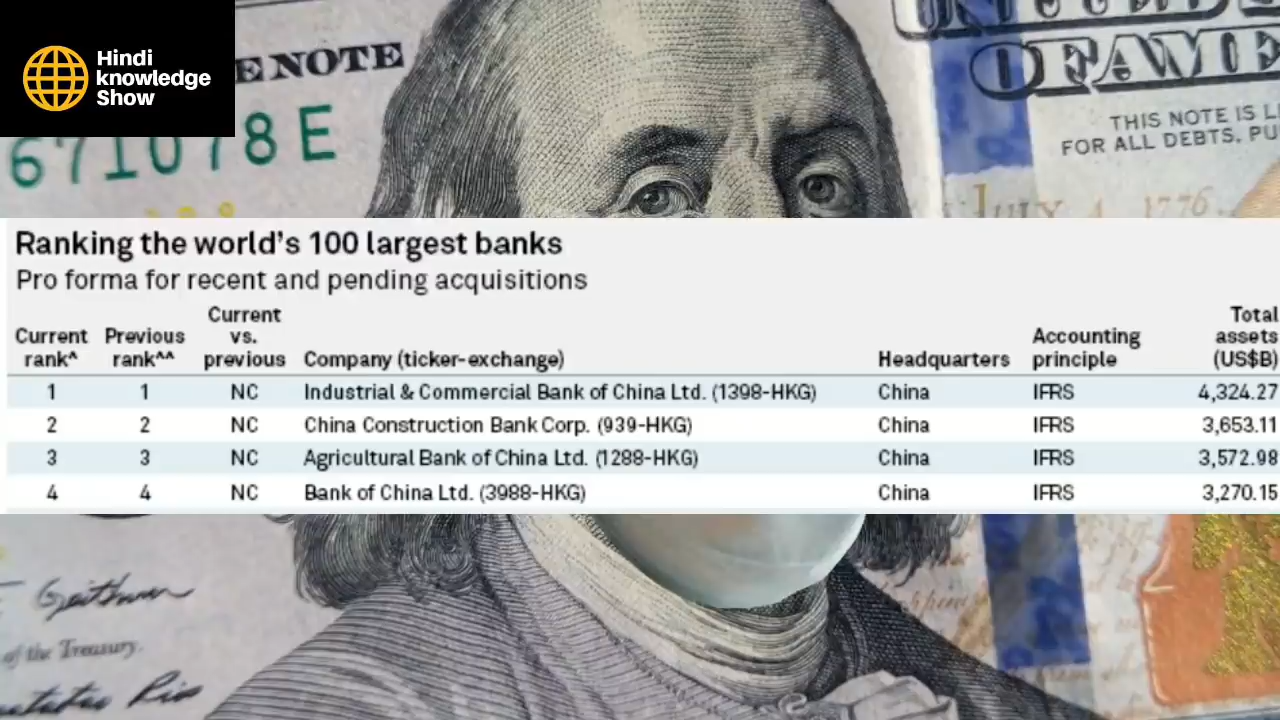 Hindi
knowledge
Show
E NOTE
671078 E
OF AME
THIS NOTE IS L
FOR ALL DEBTS, PU
July 4, 1776
Ranking the world's 100 largest banks
Pro forma for recent and pending acquisitions
Current rank^ Previous rank^^ Current vs. previous Company (ticker-exchange) Headquarters Accounting principle Total assets (US$B)
1 1 NC Industrial & Commercial Bank of China Ltd. (1398-HKG) China IFRS 4,324.27
2 2 NC China Construction Bank Corp. (939-HKG) China IFRS 3,653.11
3 3 NC Agricultural Bank of China Ltd. (1288-HKG) China IFRS 3,572.98
4 4 NC Bank of China Ltd. (3988-HKG) China IFRS 3,270.15
of the Treasury.